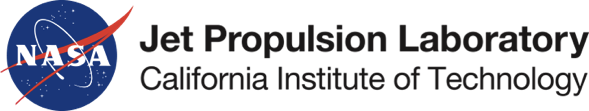 NASA
Jet Propulsion Laboratory
California Institute of Technology